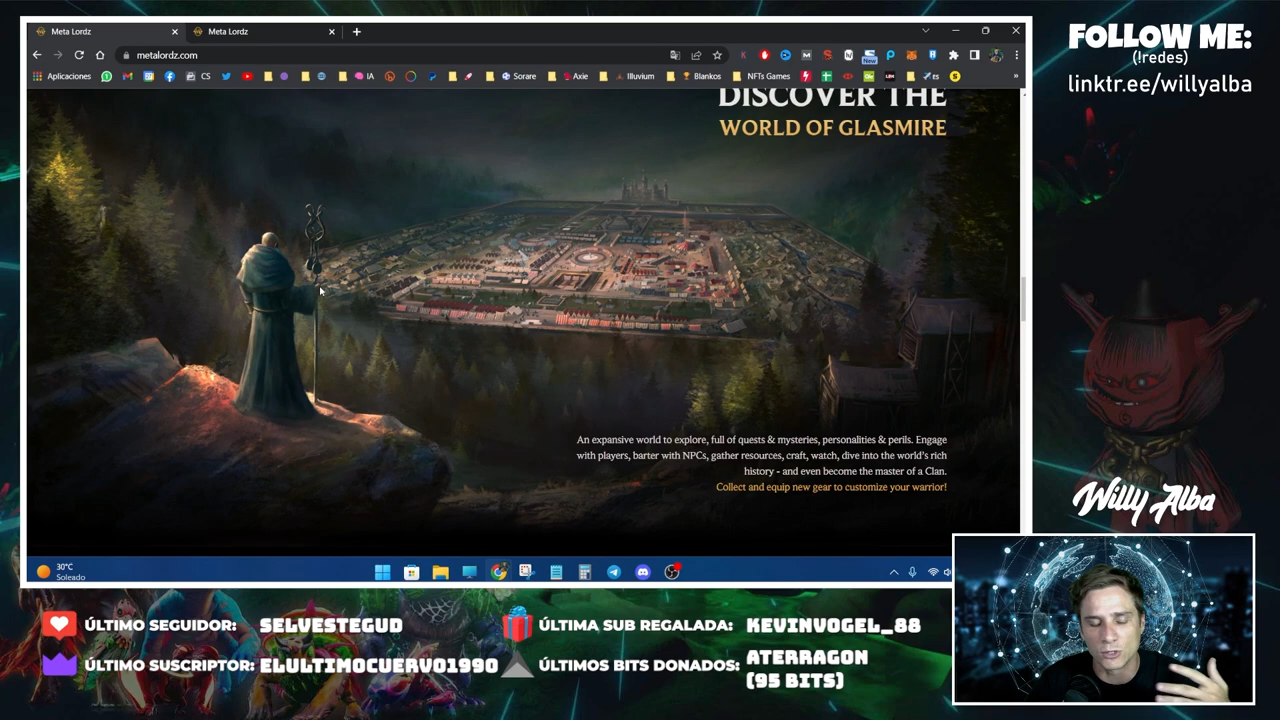 Meta Lordz
Meta Lordz
metalordz.com
Aplicaciones
CS
IA
Sorare
Axie
Illuvium
Blankos
NFTs Games
New
DISCOVER THE
WORLD OF GLASMIRE
An expansive world to explore, full of quests & mysteries, personalities & perils. Engage
with players, barter with NPCs, gather resources, craft, watch, dive into the world's rich
history - and even become the master of a Clan.
Collect and equip new gear to customize your warrior!
30°C
Soleado
FOLLOW ME:
(!redes)
linktr.ee/willyalba
Willy Alba
ÚLTIMO SEGUIDOR: SELVESTEGUD
ÚLTIMA SUB REGALADA: KEVINVOGEL_88
ÚLTIMO SUSCRIPTOR: ELULTIMOCUERVO1990
ÚLTIMOS BITS DONADOS: ATERRAGON
(95 BITS)